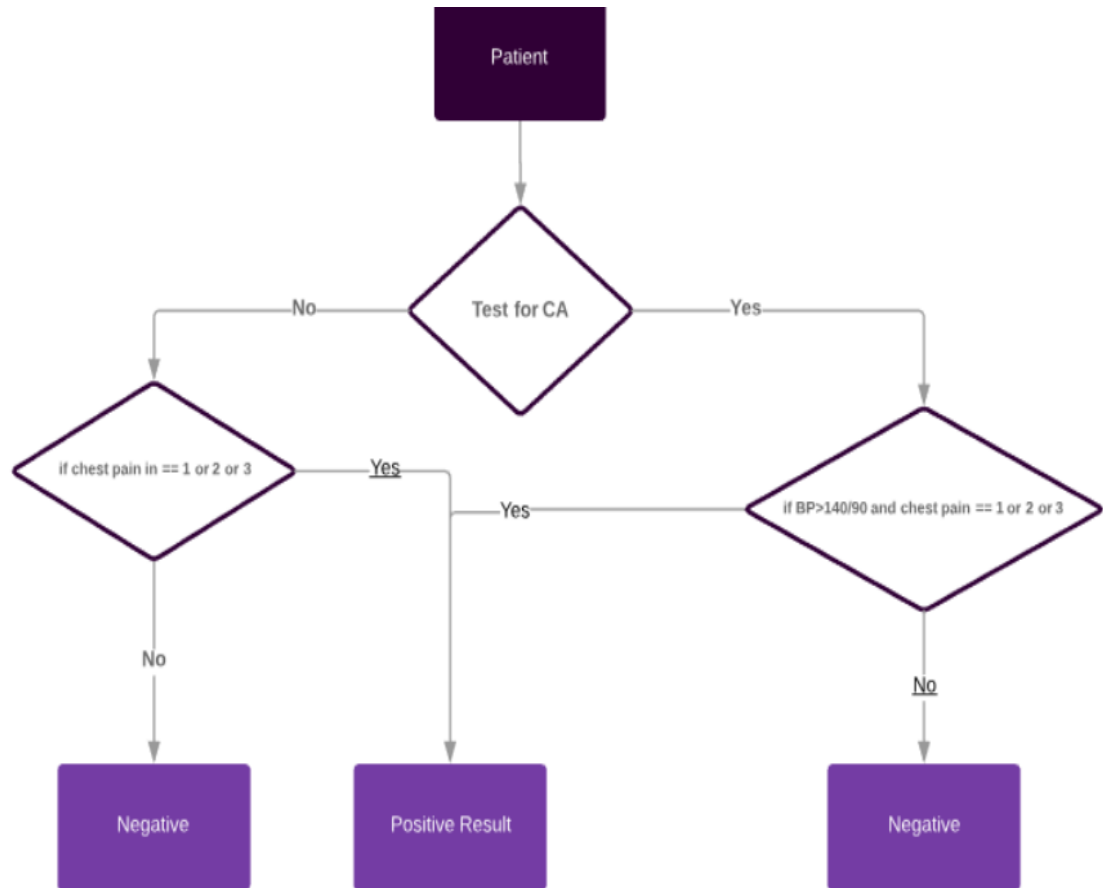 Patient
Test for CA
No
Yes
if chest pain in == 1 or 2 or 3
Yes
Yes
if BP>140/90 and chest pain == 1 or 2 or 3
No
No
Negative
Positive Result
Negative